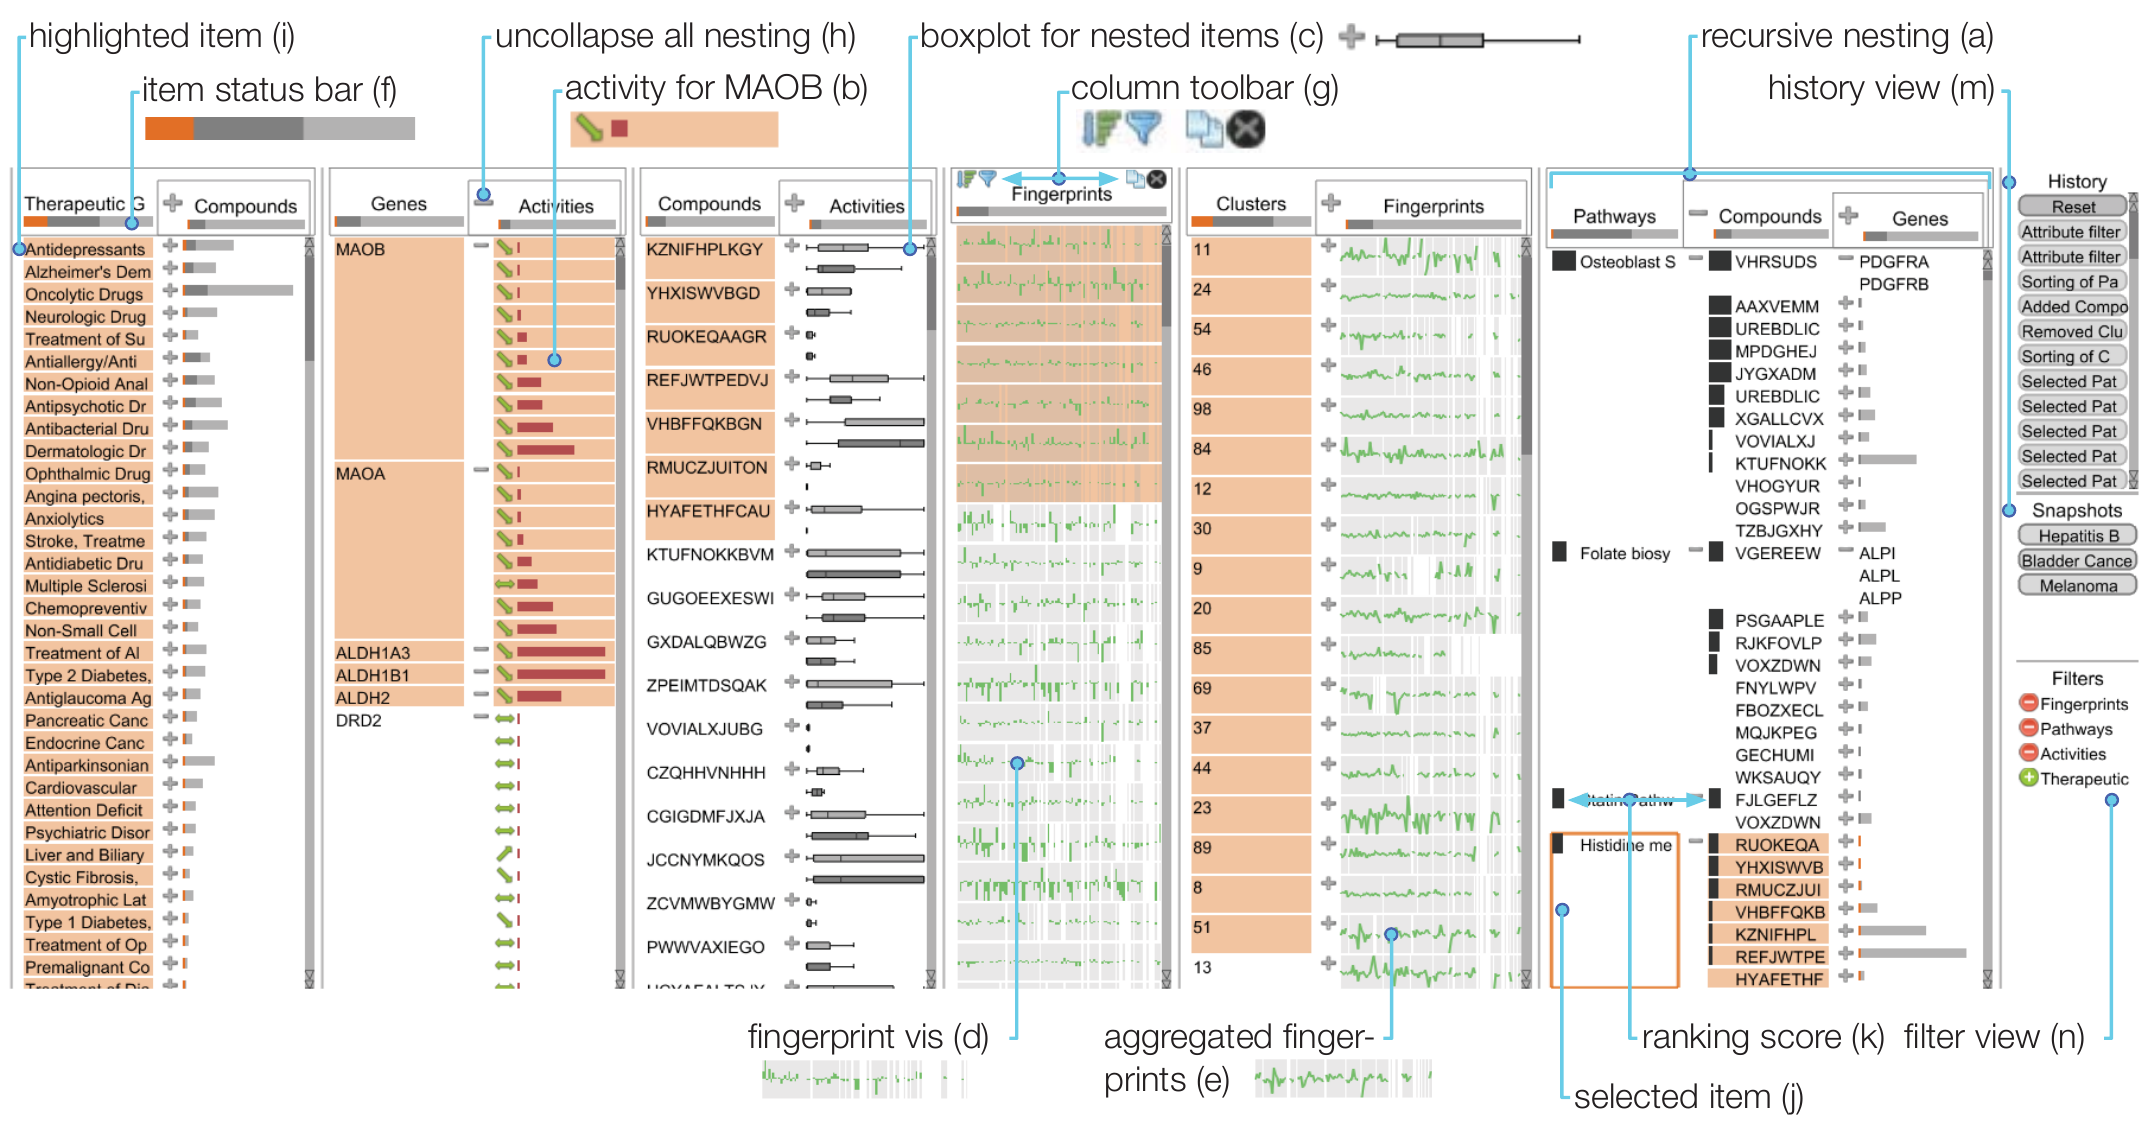 highlighted item (i)
uncollapse all nesting (h)
boxplot for nested items (c)
recursive nesting (a)
item status bar (f)
activity for MAOB (b)
column toolbar (g)
history view (m)
Therapeutic G
Compounds
Antidepressants
Alzheimer's Dem
Oncolytic Drugs
Neurologic Drug
Treatment of Su
Antiallergy/Anti
Non-Opioid Anal
Antipsychotic Dr
Antibacterial Dru
Dermatologic Dr
Ophthalmic Drug
Angina pectoris,
Anxiolytics
Stroke, Treatme
Antidiabetic Dru
Multiple Sclerosi
Chemopreventiv
Non-Small Cell
Treatment of Al
Type 2 Diabetes,
Antiglaucoma Ag
Pancreatic Canc
Endocrine Canc
Antiparkinsonian
Cardiovascular
Attention Deficit
Psychiatric Disor
Liver and Biliary
Cystic Fibrosis,
Amyotrophic Lat
Type 1 Diabetes,
Treatment of Op
Premalignant Co
Genes
Activities
MAOB
MAOA
ALDH1A3
ALDH1B1
ALDH2
DRD2
Compounds
Activities
KZNIFHPLKGY
YHXISWVBGD
RUOKEQAAGR
REFJWTPEDVJ
VHBFFQKBGN
RMUCZJUITON
HYAFETHFCAU
KTUFNOKKBVM
GUGOEEXESWI
GXDALQBWZG
ZPEIMTDSQAK
VOVIALXJUBG
CZQHHVNHHH
CGIGDMFJXJA
JCCNYMKQOS
ZCVMWBYGMW
PWWVAXIEGO
Fingerprints
Clusters
Fingerprints
11
24
54
46
98
84
12
30
9
20
85
69
37
44
23
89
8
51
13
Pathways
Compounds
Genes
Osteoblast S
VHRSUDS
PDGFRA
PDGFRB
AAXVEMM
UREBDLIC
MPDGHEJ
JYGXADM
UREBDLIC
XGALLCVX
VOVIALXJ
KTUFNOKK
VHOGYUR
OGSPWJR
TZBJGXHY
Folate biosy
VGEREEW
ALPI
ALPL
ALPP
PSGAAPLE
RJKFOVLP
VOXZDWN
FNYLWPV
FBOZXECL
MQJKPEG
GECHUMI
WKSAUQY
Statin Pathw
FJLGEFLZ
VOXZDWN
Histidine me
RUOKEQA
YHXISWVB
RMUCZJUI
VHBFFQKB
KZNIFHPL
REFJWTPE
HYAFETHF
History
Reset
Attribute filter
Attribute filter
Sorting of Pa
Added Compo
Removed Clu
Sorting of C
Selected Pat
Selected Pat
Selected Pat
Selected Pat
Selected Pat
Snapshots
Hepatitis B
Bladder Cance
Melanoma
Filters
Fingerprints
Pathways
Activities
Therapeutic
fingerprint vis (d)
aggregated finger-
prints (e)
ranking score (k)
filter view (n)
selected item (j)